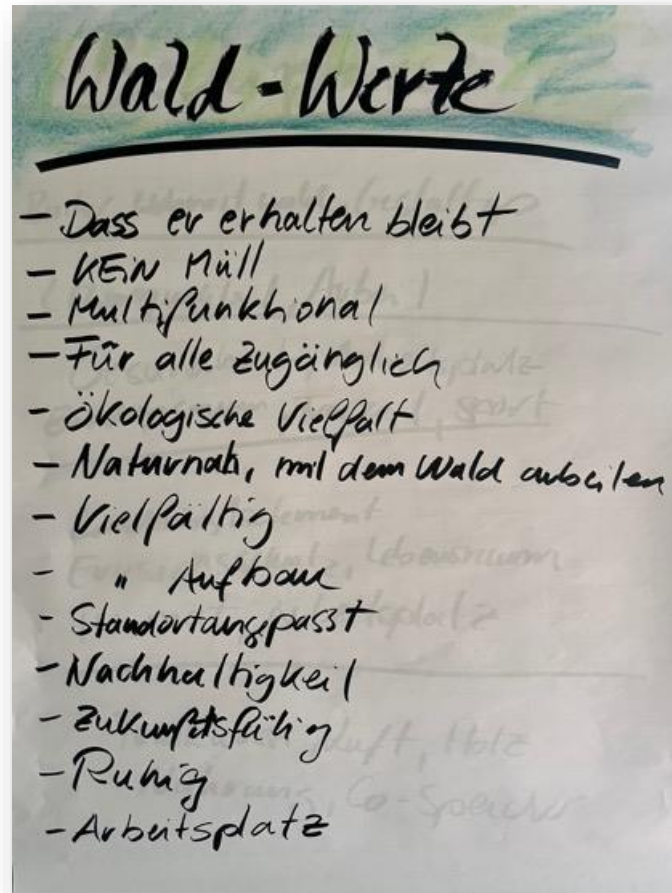 Wald-Werte
- Dass er erhalten bleibt
- KEiN Müll
- Multifunktional
- Für alle Zugänglich
- Ökologische Vielfalt
- Naturnah, mit dem Wald arbeiten
- Vielfältig
- " Aufbau
- Standortangepasst
- Nachhaltigkeit
- Zukunftsfähig
- Ruhig
- Arbeitsplatz